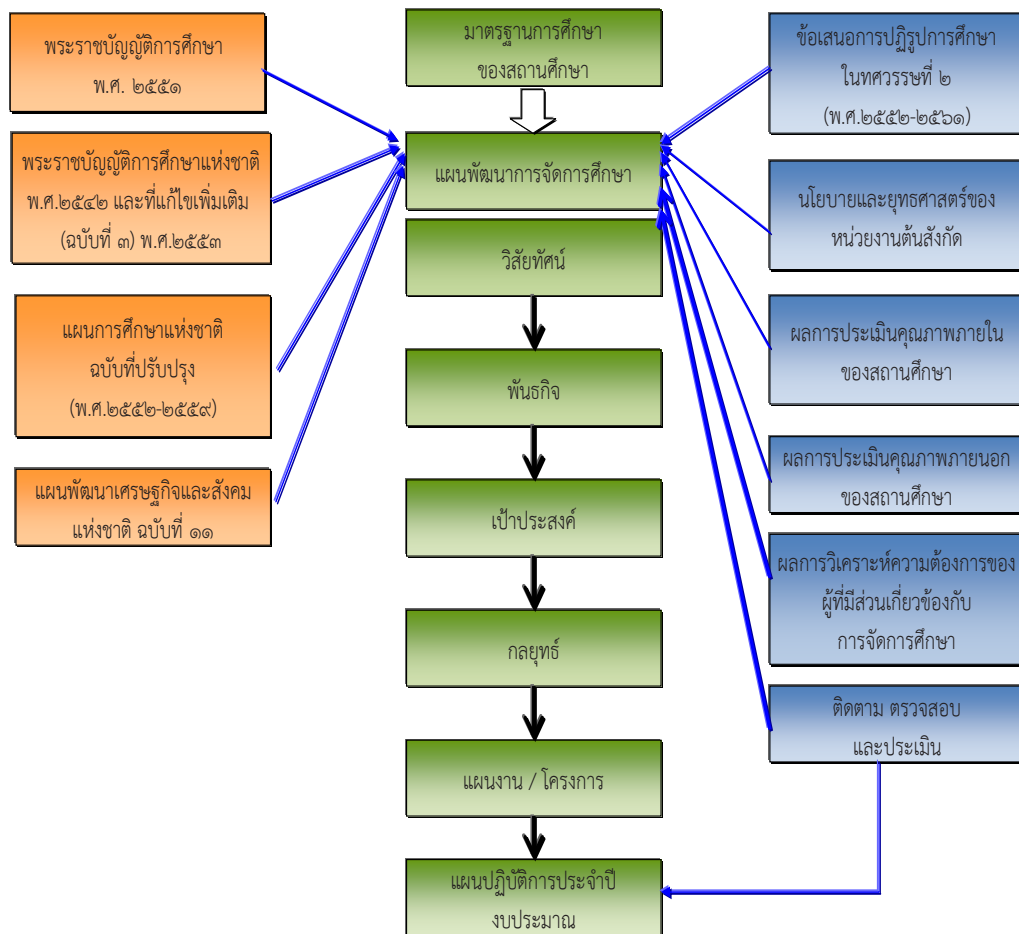 พระราชบัญญัติการศึกษา
พ.ศ. ๒๕๕๑
พระราชบัญญัติการศึกษาแห่งชาติ
พ.ศ.๒๕๔๒ และที่แก้ไขเพิ่มเติม
(ฉบับที่ ๓) พ.ศ.๒๕๕๓
แผนการศึกษาแห่งชาติ
ฉบับที่ปรับปรุง
(พ.ศ.๒๕๕๒-๒๕๕๙)
แผนพัฒนาเศรษฐกิจและสังคม
แห่งชาติ ฉบับที่ ๑๑
มาตรฐานการศึกษา
ของสถานศึกษา
แผนพัฒนาการจัดการศึกษา
วิสัยทัศน์
พันธกิจ
เป้าประสงค์
กลยุทธ์
แผนงาน / โครงการ
แผนปฏิบัติการประจำปี
งบประมาณ
ข้อเสนอการปฏิรูปการศึกษา
ในทศวรรษที่ ๒
(พ.ศ.๒๕๕๒-๒๕๖๑)
นโยบายและยุทธศาสตร์ของ
หน่วยงานต้นสังกัด
ผลการประเมินคุณภาพภายใน
ของสถานศึกษา
ผลการประเมินคุณภาพภายนอก
ของสถานศึกษา
ผลการวิเคราะห์ความต้องการของ
ผู้ที่มีส่วนเกี่ยวข้องกับ
การจัดการศึกษา
ติดตาม ตรวจสอบ
และประเมิน